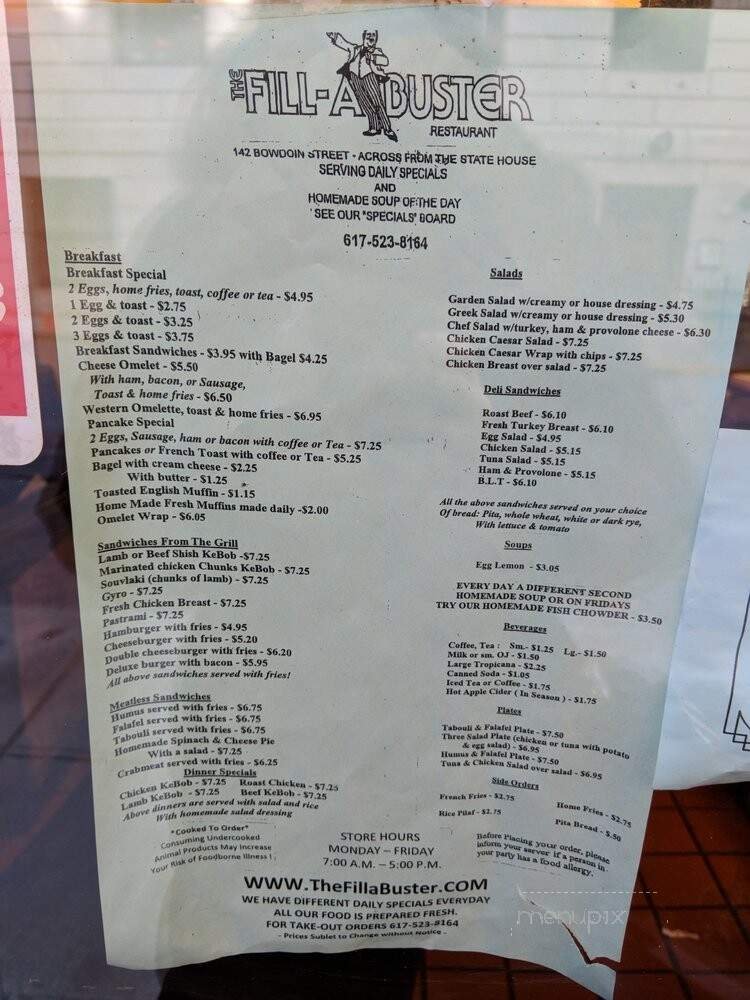 THE FILL-A BUSTER
RESTAURANT
142 BOWDOIN STREET - ACROSS FROM THE STATE HOUSE
SERVING DAILY SPECIALS
AND
HOMEMADE SOUP OF THE DAY
SEE OUR "SPECIALS" BOARD
617-523-8164
Breakfast
Breakfast Special
2 Eggs, home fries, toast, coffee or tea - $4.95
1 Egg & toast - $2.75
2 Eggs & toast - $3.25
3 Eggs & toast - $3.75
Breakfast Sandwiches - $3.95 with Bagel $4.25
Cheese Omelet - $5.50
With ham, bacon, or Sausage,
Toast & home fries - $6.50
Western Omelette, toast & home fries - $6.95
Pancake Special
2 Eggs, Sausage, ham or bacon with coffee or Tea - $7.25
Pancakes or French Toast with coffee or Tea - $5.25
Bagel with cream cheese - $2.25
With butter - $1.25
Toasted English Muffin - $1.15
Home Made Fresh Muffins made daily -$2.00
Omelet Wrap - $6.05
Sandwiches From The Grill
Lamb or Beef Shish KeBob -$7.25
Marinated chicken Chunks KeBob - $7.25
Souvlaki (chunks of lamb) - $7.25
Gyro - $7.25
Fresh Chicken Breast - $7.25
Pastrami - $7.25
Hamburger with fries - $4.95
Cheeseburger with fries - $5.20
Double cheeseburger with fries - $6.20
Deluxe burger with bacon - $5.95
All above sandwiches served with fries!
Meatless Sandwiches
Humus served with fries - $6.75
Falafel served with fries - $6.75
Tabouli served with fries - $6.75
Homemade Spinach & Cheese Pie
With a salad - $7.25
Crabmeat served with fries - $6.25
Dinner Specials
Chicken KeBob - $7.25 Roast Chicken - $7.25
Lamb KeBob - $7.25 Beef KeBob - $7.25
Above dinners are served with salad and rice
With homemade salad dressing
"Cooked To Order"
Consuming Undercooked
Animal Products May Increase
Your Risk of Foodborne Illness !
Salads
Garden Salad w/creamy or house dressing - $4.75
Greek Salad w/creamy or house dressing - $5.30
Chef Salad w/turkey, ham & provolone cheese - $6.30
Chicken Caesar Salad - $7.25
Chicken Caesar Wrap with chips - $7.25
Chicken Breast over salad - $7.25
Deli Sandwiches
Roast Beef - $6.10
Fresh Turkey Breast - $6.10
Egg Salad - $4.95
Chicken Salad - $5.15
Tuna Salad - $5.15
Ham & Provolone - $5.15
B.L.T - $6.10
All the above sandwiches served on your choice
Of bread: Pita, whole wheat, white or dark rye,
With lettuce & tomato
Soups
Egg Lemon - $3.05
EVERY DAY A DIFFERENT SECOND
HOMEMADE SOUP OR ON FRIDAYS
TRY OUR HOMEMADE FISH CHOWDER - $3.50
Beverages
Coffee, Tea : Sm.- $1.25 Lg.- $1.50
Milk or sm. OJ - $1.50
Large Tropicana - $2.25
Canned Soda - $1.05
Iced Tea or Coffee - $1.75
Hot Apple Cider ( In Season ) - $1.75
Plates
Tabouli & Falafel Plate - $7.50
Three Salad Plate (chicken or tuna with potato
& egg salad) - $6.95
Humus & Falafel Plate - $7.50
Tuna & Chicken Salad over salad - $6.95
Side Orders
French Fries - $2.75 Home Fries - $2.75
Rice Pilaf - $2.75 Pita Bread - $.50
Before Placing your order, please
inform your server if a person in
your party has a food allergy.
STORE HOURS
MONDAY – FRIDAY
7:00 A.M. – 5:00 P.M.
WWW.TheFillaBuster.COM
WE HAVE DIFFERENT DAILY SPECIALS EVERYDAY
ALL OUR FOOD IS PREPARED FRESH.
FOR TAKE-OUT ORDERS 617-523-8164
- Prices Sublet to Change without Notice -
menupix